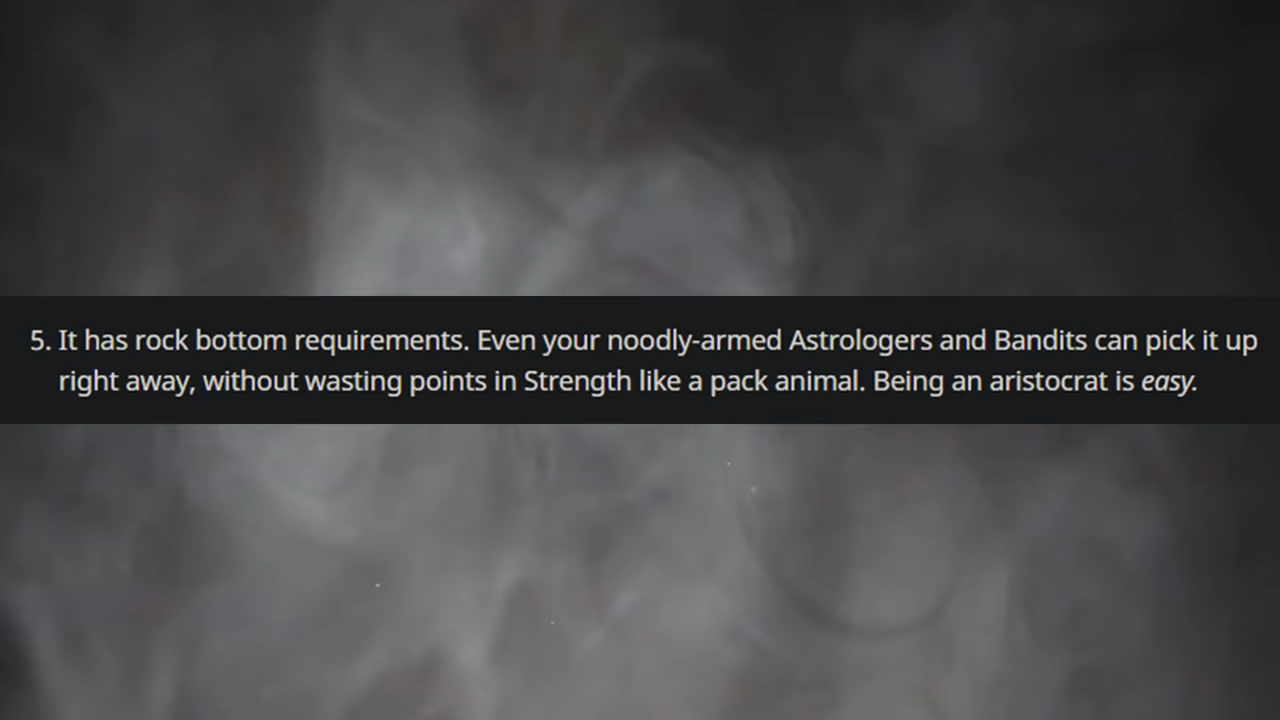 5. It has rock bottom requirements. Even your noodly-armed Astrologers and Bandits can pick it up
right away, without wasting points in Strength like a pack animal. Being an aristocrat is easy.